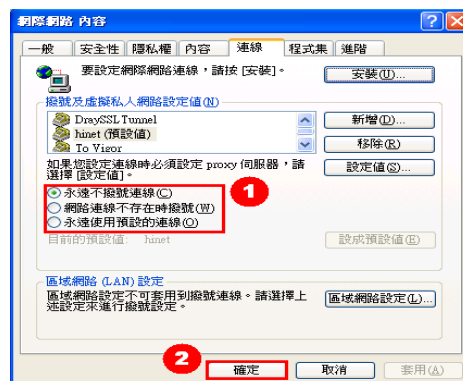 網際網路 內容
一般 安全性 隱私權 內容 連線 程式集 進階
要設定網際網路連線，請按 [安裝]。
安裝(U)...
撥號及虛擬私人網路設定值(N)
DraySSL Tunnel
hinet (預設值)
To Vigor
新增(D)...
移除(R)
如果您設定連線時必須設定 proxy 伺服器，請
選擇 [設定值]。
設定值(S)...
永遠不撥號連線(C)
網路連線不存在時撥號(W)
永遠使用預設的連線(O)
1
目前的預設值: hinet
設成預設值(E)
區域網路 (LAN) 設定
區域網路設定不可套用到撥號連線。請選擇上
述設定來進行撥號設定。
區域網路設定(L)...
2
確定 取消 套用(A)